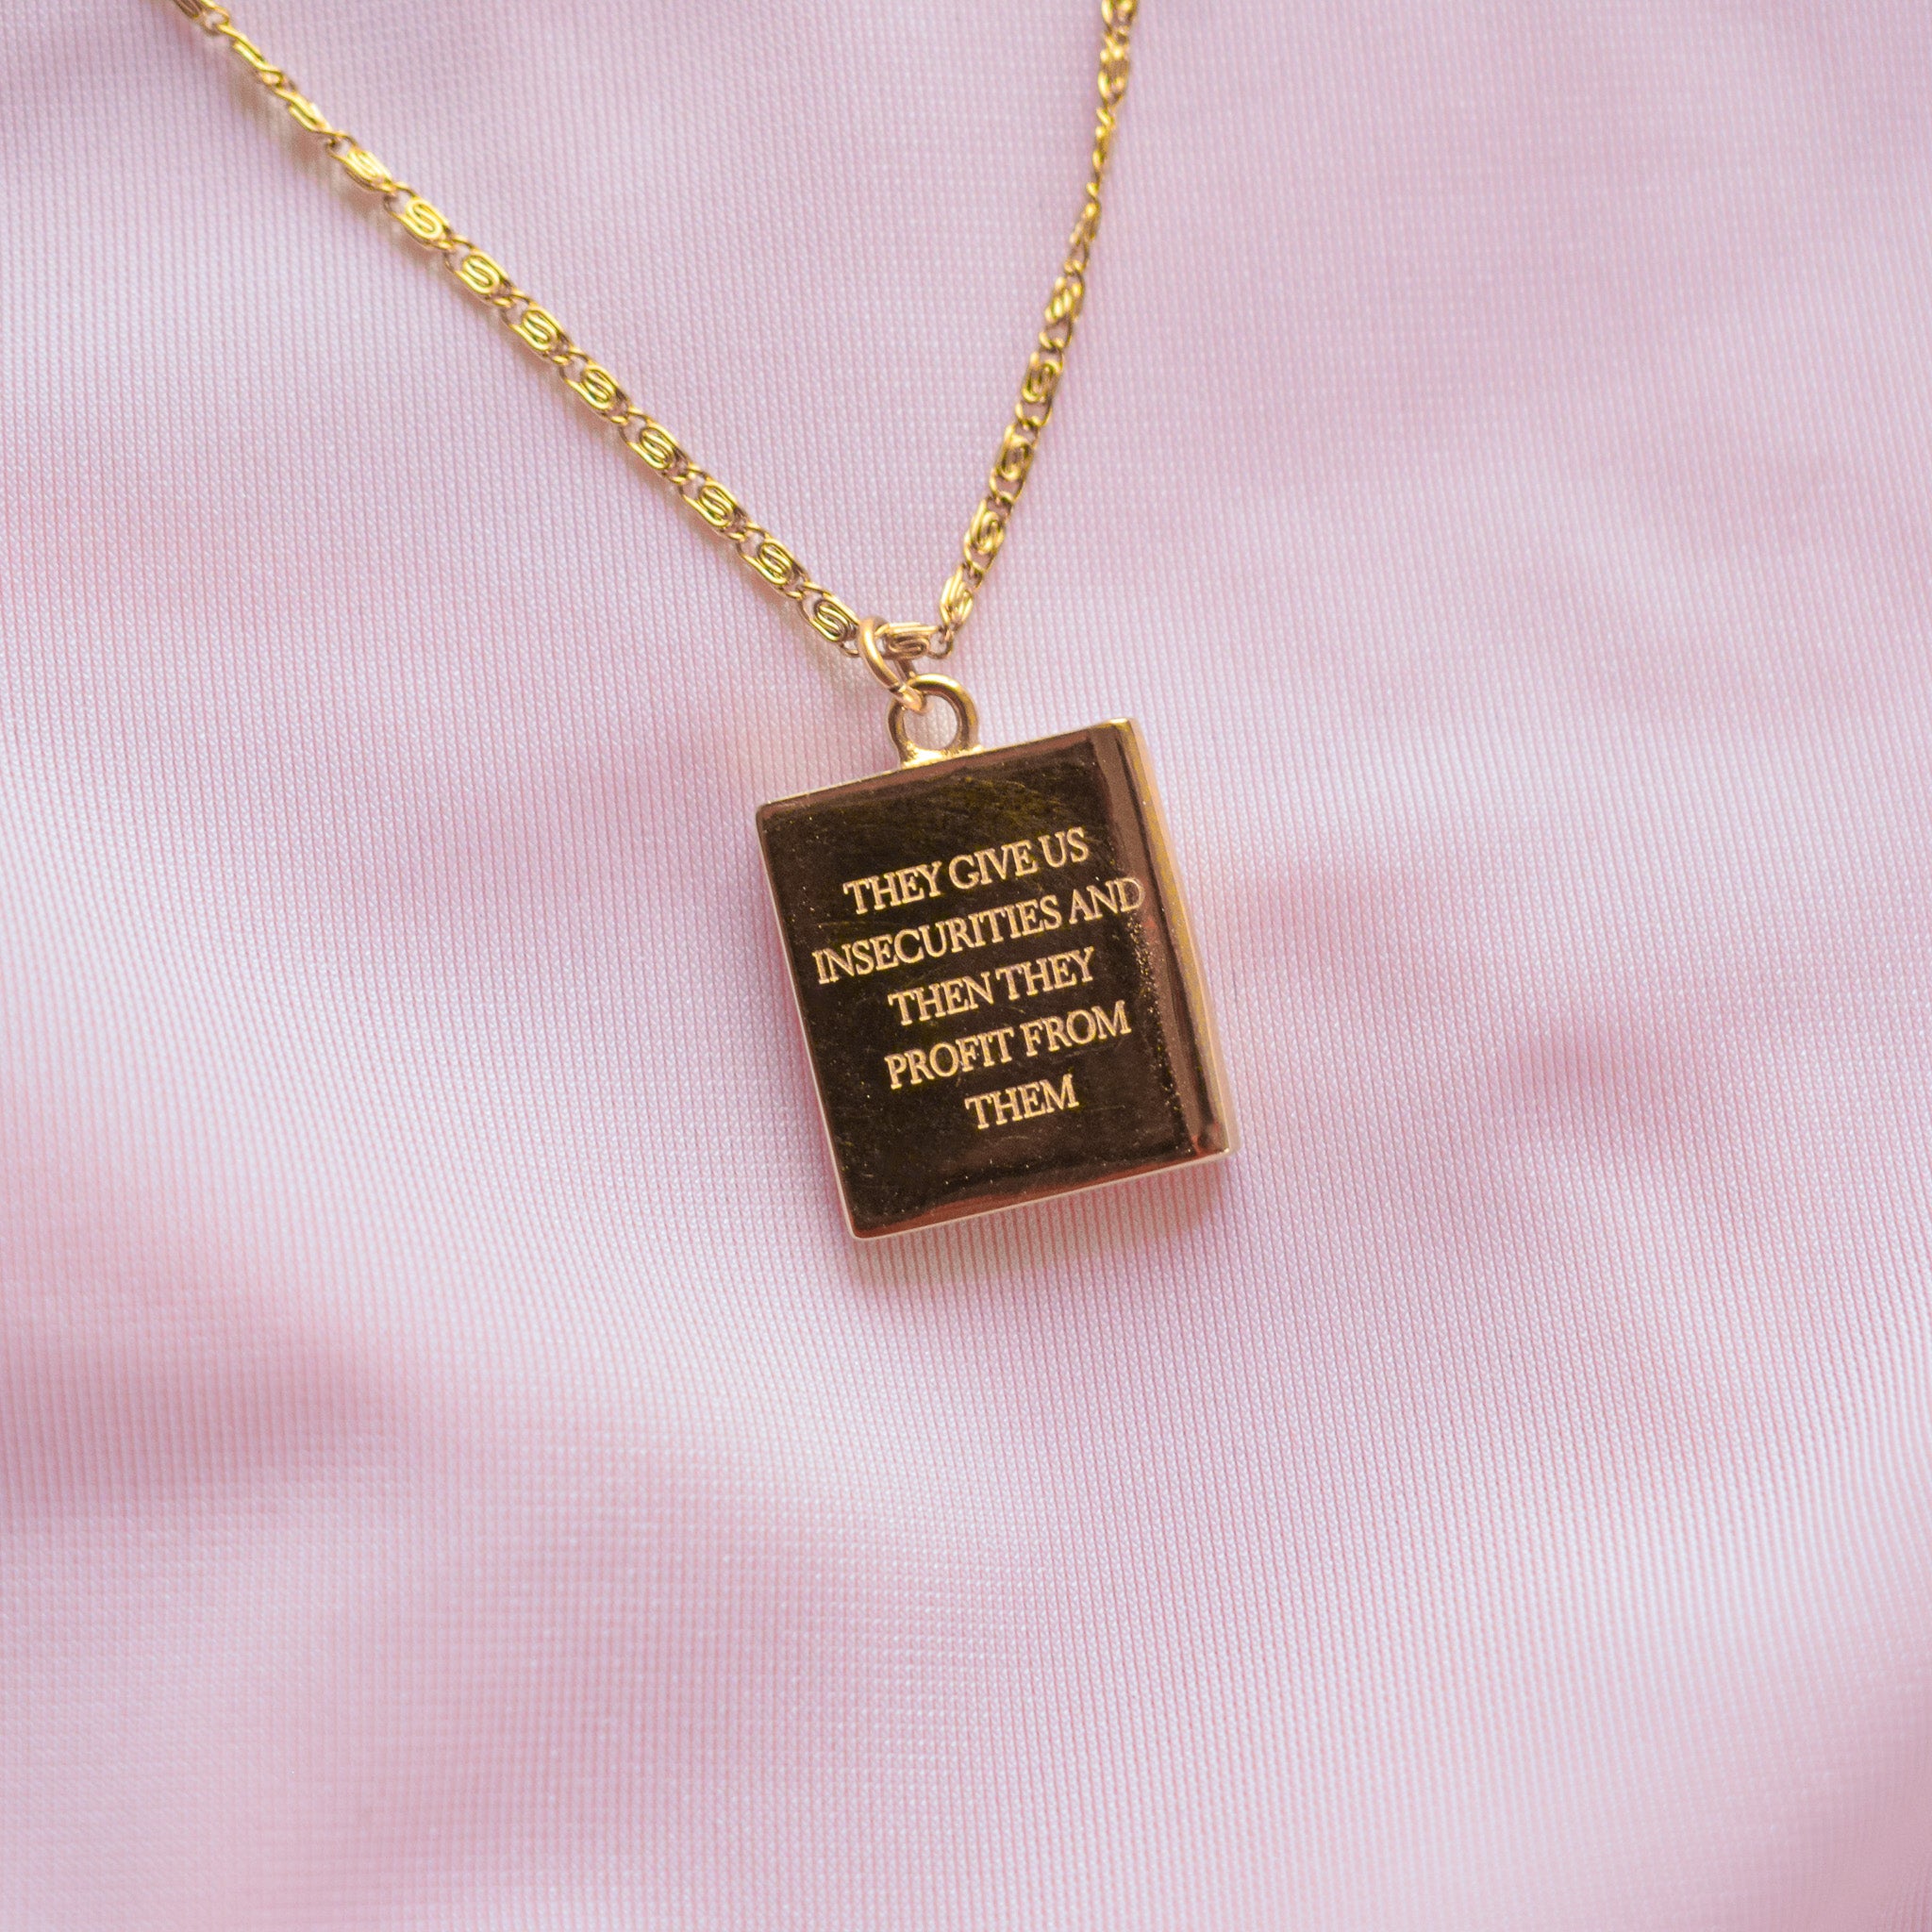 THEY GIVE US
INSECURITIES AND
THEN THEY
PROFIT FROM
THEM